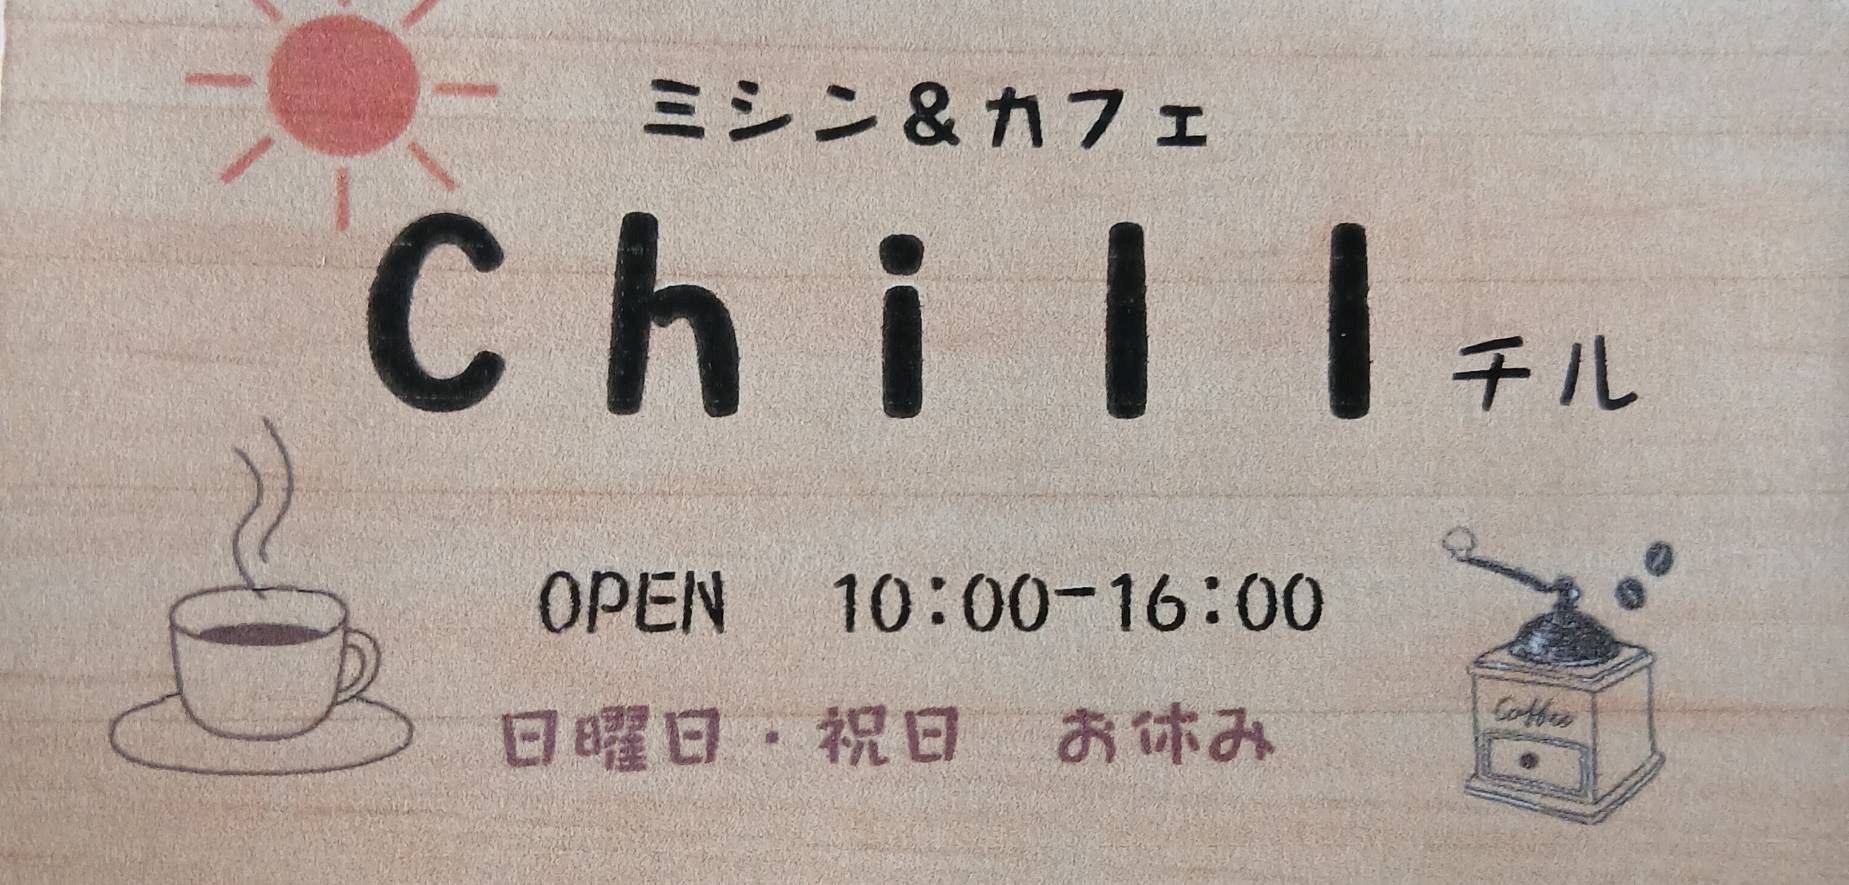 ミシン&カフェ
Chill チル
OPEN 10:00-16:00
日曜日・祝日 お休み
Coffee